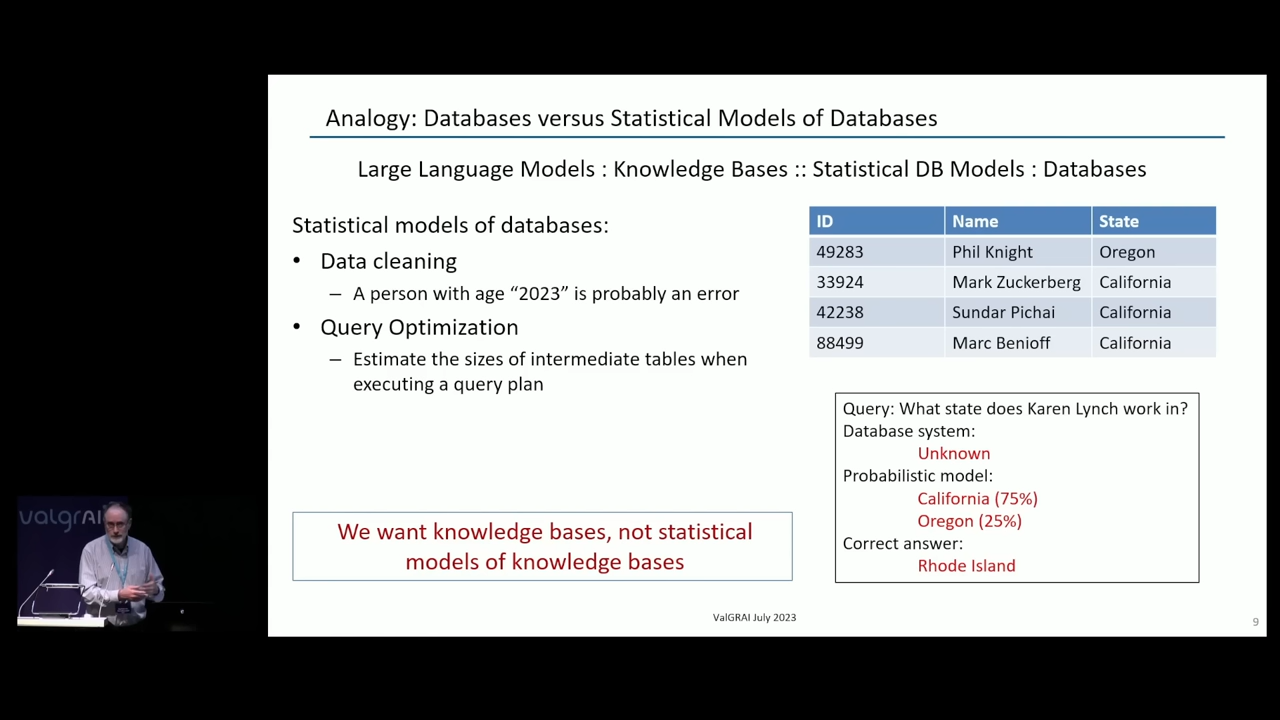 Analogy: Databases versus Statistical Models of Databases
Large Language Models : Knowledge Bases :: Statistical DB Models : Databases
Statistical models of databases:
• Data cleaning
– A person with age “2023” is probably an error
• Query Optimization
– Estimate the sizes of intermediate tables when
executing a query plan
ID Name State
49283 Phil Knight Oregon
33924 Mark Zuckerberg California
42238 Sundar Pichai California
88499 Marc Benioff California
Query: What state does Karen Lynch work in?
Database system:
Unknown
Probabilistic model:
California (75%)
Oregon (25%)
Correct answer:
Rhode Island
We want knowledge bases, not statistical
models of knowledge bases
ValGRAI July 2023
9
valgrAI